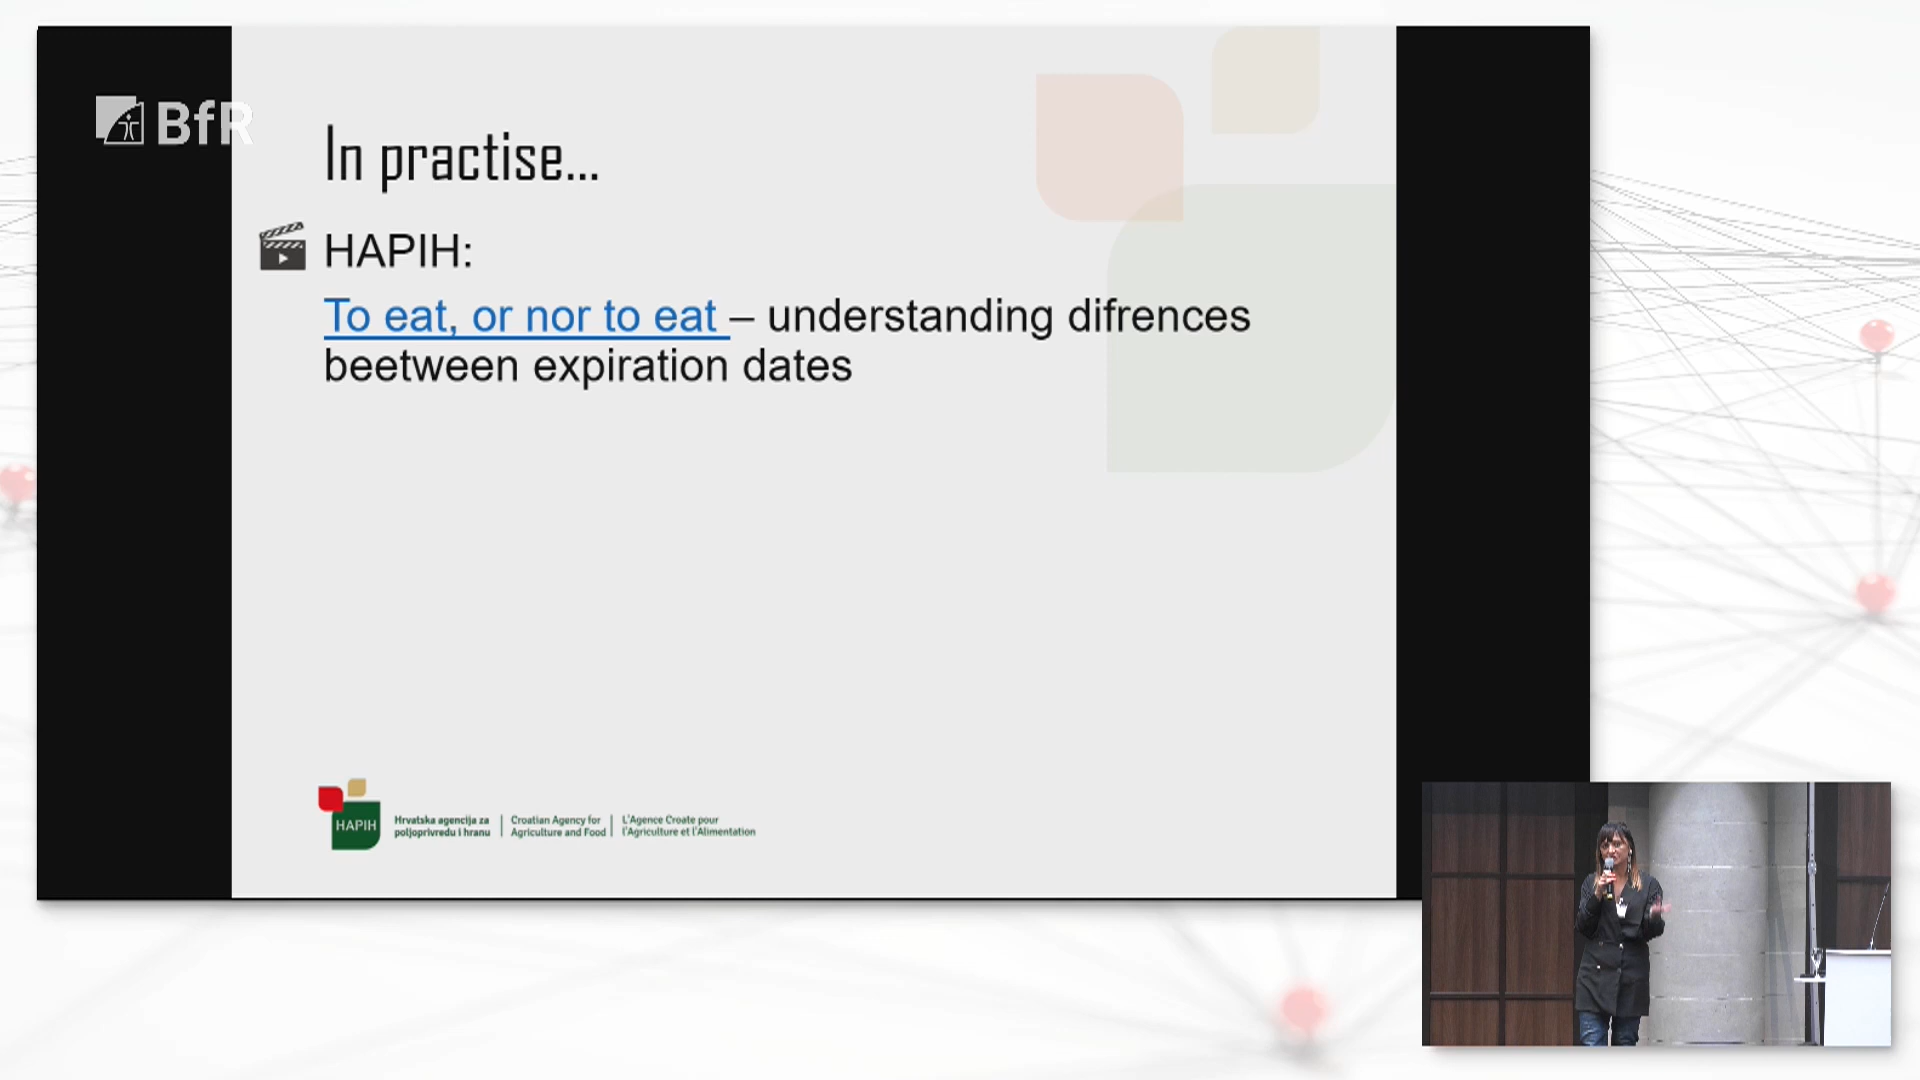 BfR
In practise...
HAPIH:
To eat, or nor to eat – understanding difrences
beetween expiration dates
HAPIH
Hrvatska agencija za
poljoprivredu i hranu
Croatian Agency for
Agriculture and Food
L'Agence Croate pour
l'Agriculture et l'Alimentation